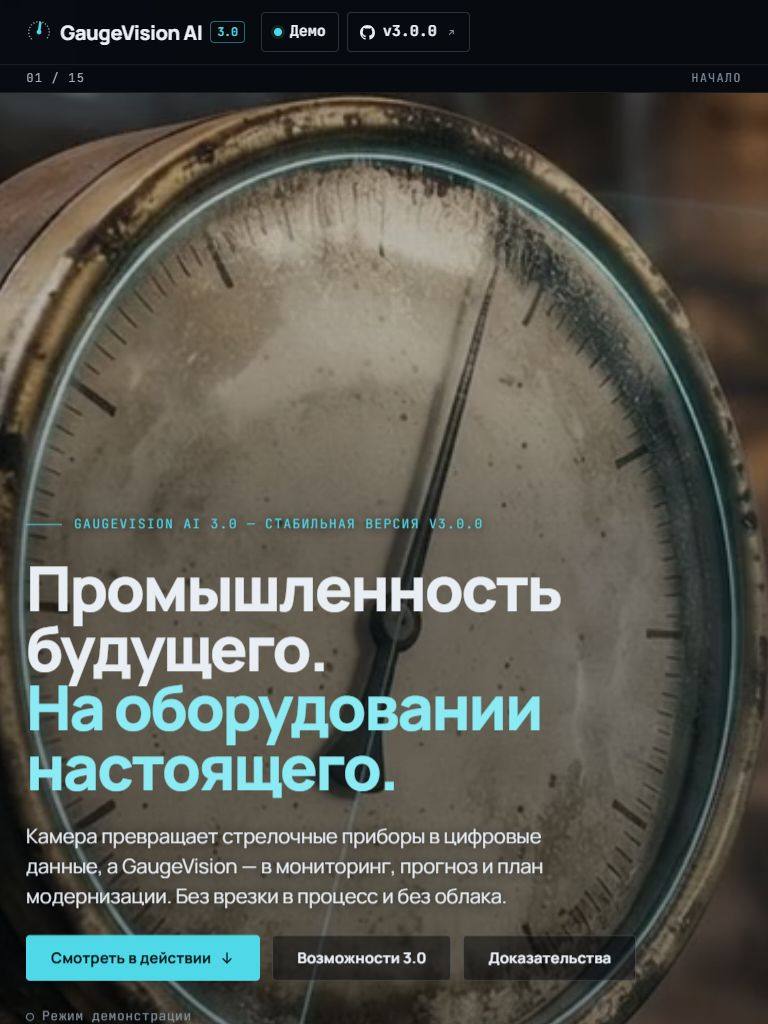 GaugeVision AI 3.0 Демо v3.0.0 ↗
01 / 15 НАЧАЛО
GAUGEVISION AI 3.0 — СТАБИЛЬНАЯ ВЕРСИЯ V3.0.0
Промышленность
будущего.
На оборудовании
настоящего.
Камера превращает стрелочные приборы в цифровые
данные, а GaugeVision — в мониторинг, прогноз и план
модернизации. Без врезки в процесс и без облака.
Смотреть в действии ↓ Возможности 3.0 Доказательства
Режим демонстрации